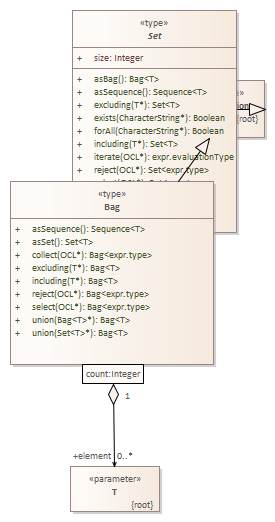 «type»
Set
+ size: Integer
+ asBag(): Bag<T>
+ asSequence(): Sequence<T>
+ excluding(T*): Set<T>
+ exists(CharacterString*): Boolean
+ forAll(CharacterString*): Boolean
+ including(T*): Set<T>
+ iterate(OCL*): expr.evaluationType
+ reject(OCL*): Set<expr.type>
{root}
«type»
Bag
+ asSequence(): Sequence<T>
+ asSet(): Set<T>
+ collect(OCL*): Bag<expr.type>
+ excluding(T*): Bag<T>
+ including(T*): Bag<T>
+ reject(OCL*): Bag<expr.type>
+ select(OCL*): Bag<expr.type>
+ union(Bag<T>*): Bag<T>
+ union(Set<T>*): Bag<T>
count:Integer
1
+element 0..*
«parameter»
T
{root}